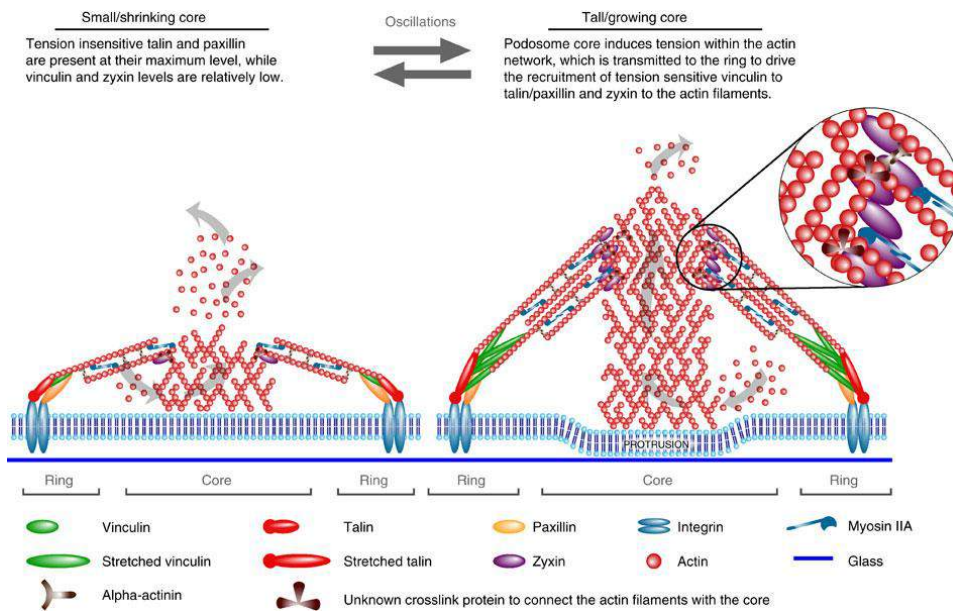 Small/shrinking core
Oscillations
Tall/growing core
Tension insensitive talin and paxillin
are present at their maximum level, while
vinculin and zyxin levels are relatively low.
Podosome core induces tension within the actin
network, which is transmitted to the ring to drive
the recruitment of tension sensitive vinculin to
talin/paxillin and zyxin to the actin filaments.
PROTRUSION
Ring
Core
Ring
Ring
Core
Ring
Vinculin
Talin
Paxillin
Integrin
Myosin IIA
Stretched vinculin
Stretched talin
Zyxin
Actin
Glass
Alpha-actinin
Unknown crosslink protein to connect the actin filaments with the core